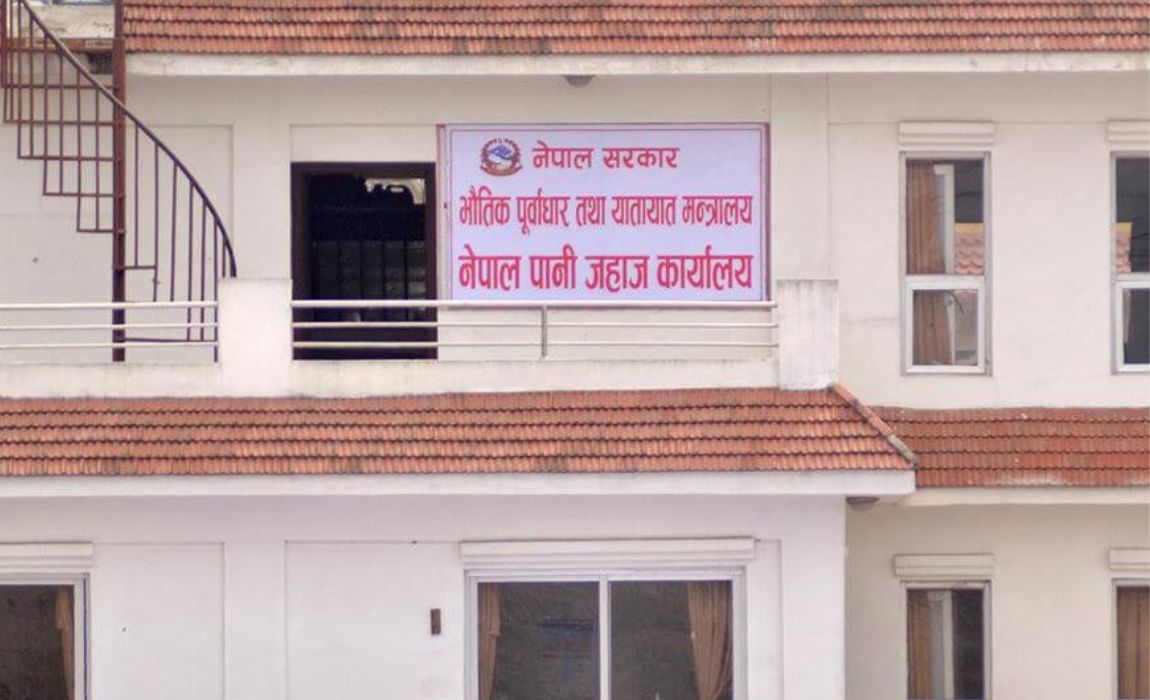 नेपाल सरकार
भौतिक पूर्वाधार तथा यातायात मन्त्रालय
नेपाल पानी जहाज कार्यालय